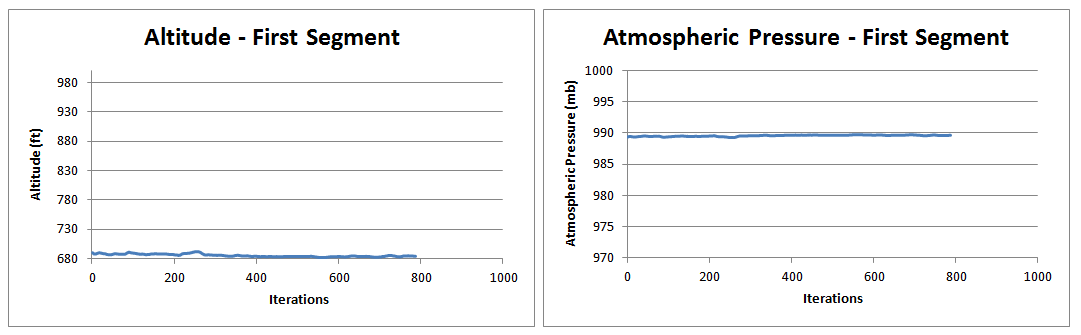 Altitude - First Segment
Altitude (ft)
980
930
880
830
780
730
680
0 200 400 600 800 1000
Iterations
Atmospheric Pressure - First Segment
Atmospheric Pressure (mb)
1000
995
990
985
980
975
970
0 200 400 600 800 1000
Iterations